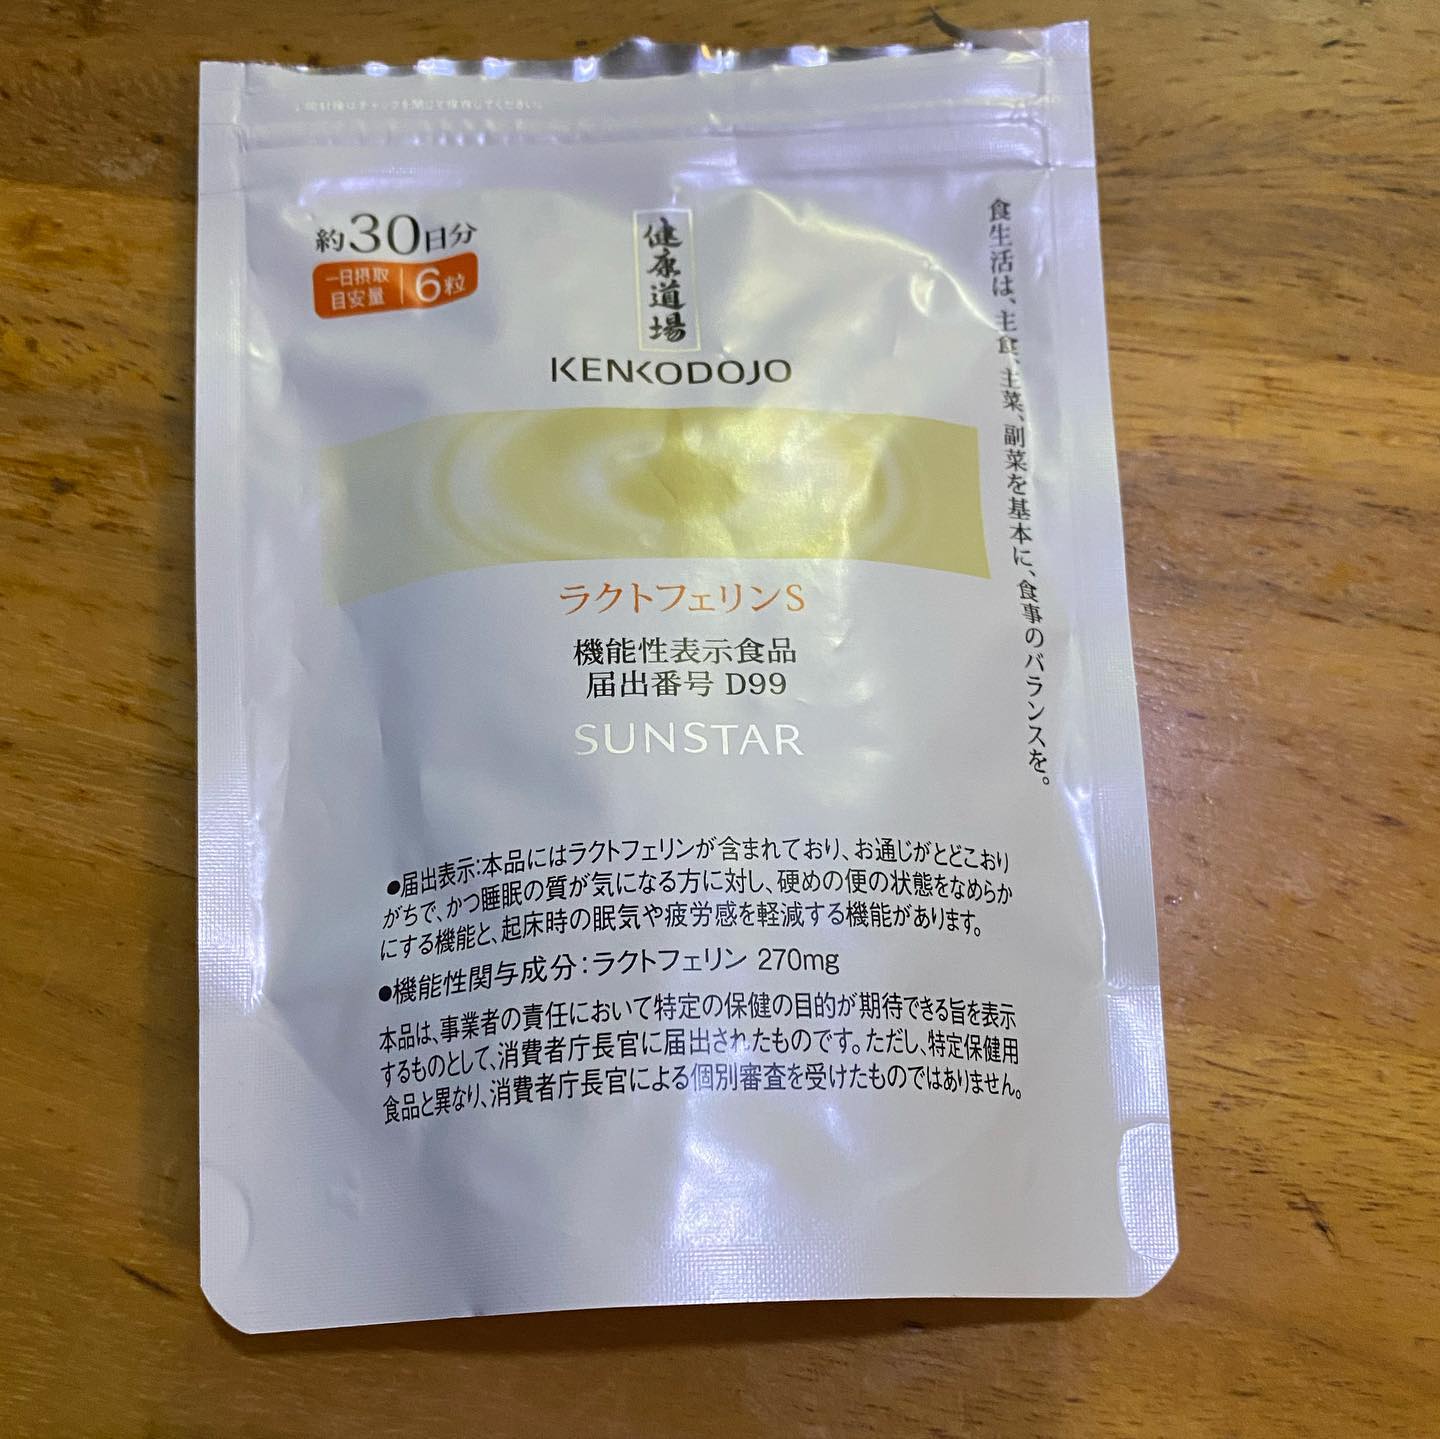 約30日分
一日摂取
目安量
6粒
健康道場
KENKODOJO
食生活は、主食、主菜、副菜を基本に、食事のバランスを。
ラクトフェリンS
機能性表示食品
届出番号 D99
SUNSTAR
●届出表示:本品にはラクトフェリンが含まれており、お通じがとどこおり
がちで、かつ睡眠の質が気になる方に対し、硬めの便の状態をなめらか
にする機能と、起床時の眠気や疲労感を軽減する機能があります。
●機能性関与成分:ラクトフェリン 270mg
本品は、事業者の責任において特定の保健の目的が期待できる旨を表示
するものとして、消費者庁長官に届出されたものです。ただし、特定保健用
食品と異なり、消費者庁長官による個別審査を受けたものではありません。